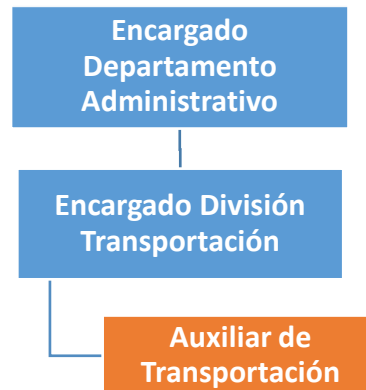 Encargado
Departamento
Administrativo
Encargado División
Transportación
Auxiliar de
Transportación